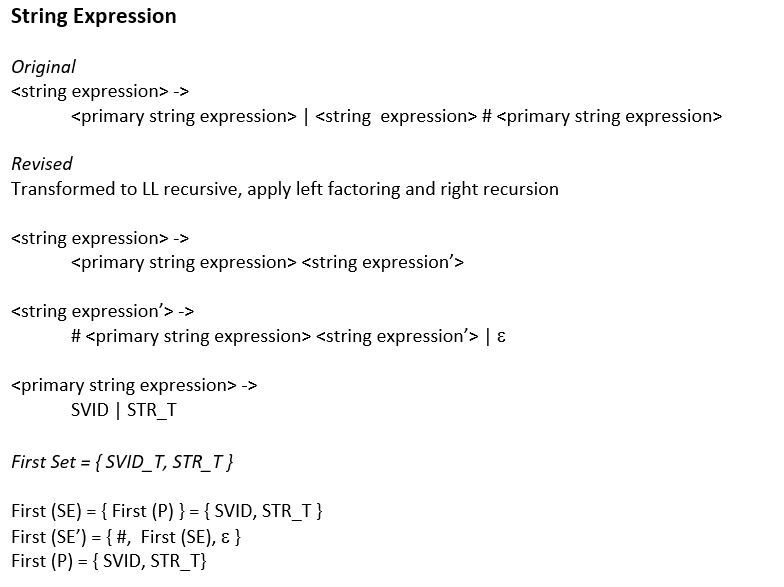 String Expression
Original
<string expression> ->
<primary string expression> | <string expression> # <primary string expression>
Revised
Transformed to LL recursive, apply left factoring and right recursion
<string expression> ->
<primary string expression> <string expression’>
<string expression’> ->
# <primary string expression> <string expression’> | ε
<primary string expression> ->
SVID | STR_T
First Set = { SVID_T, STR_T }
First (SE) = { First (P) } = { SVID, STR_T }
First (SE’) = { #, First (SE), ε }
First (P) = { SVID, STR_T}